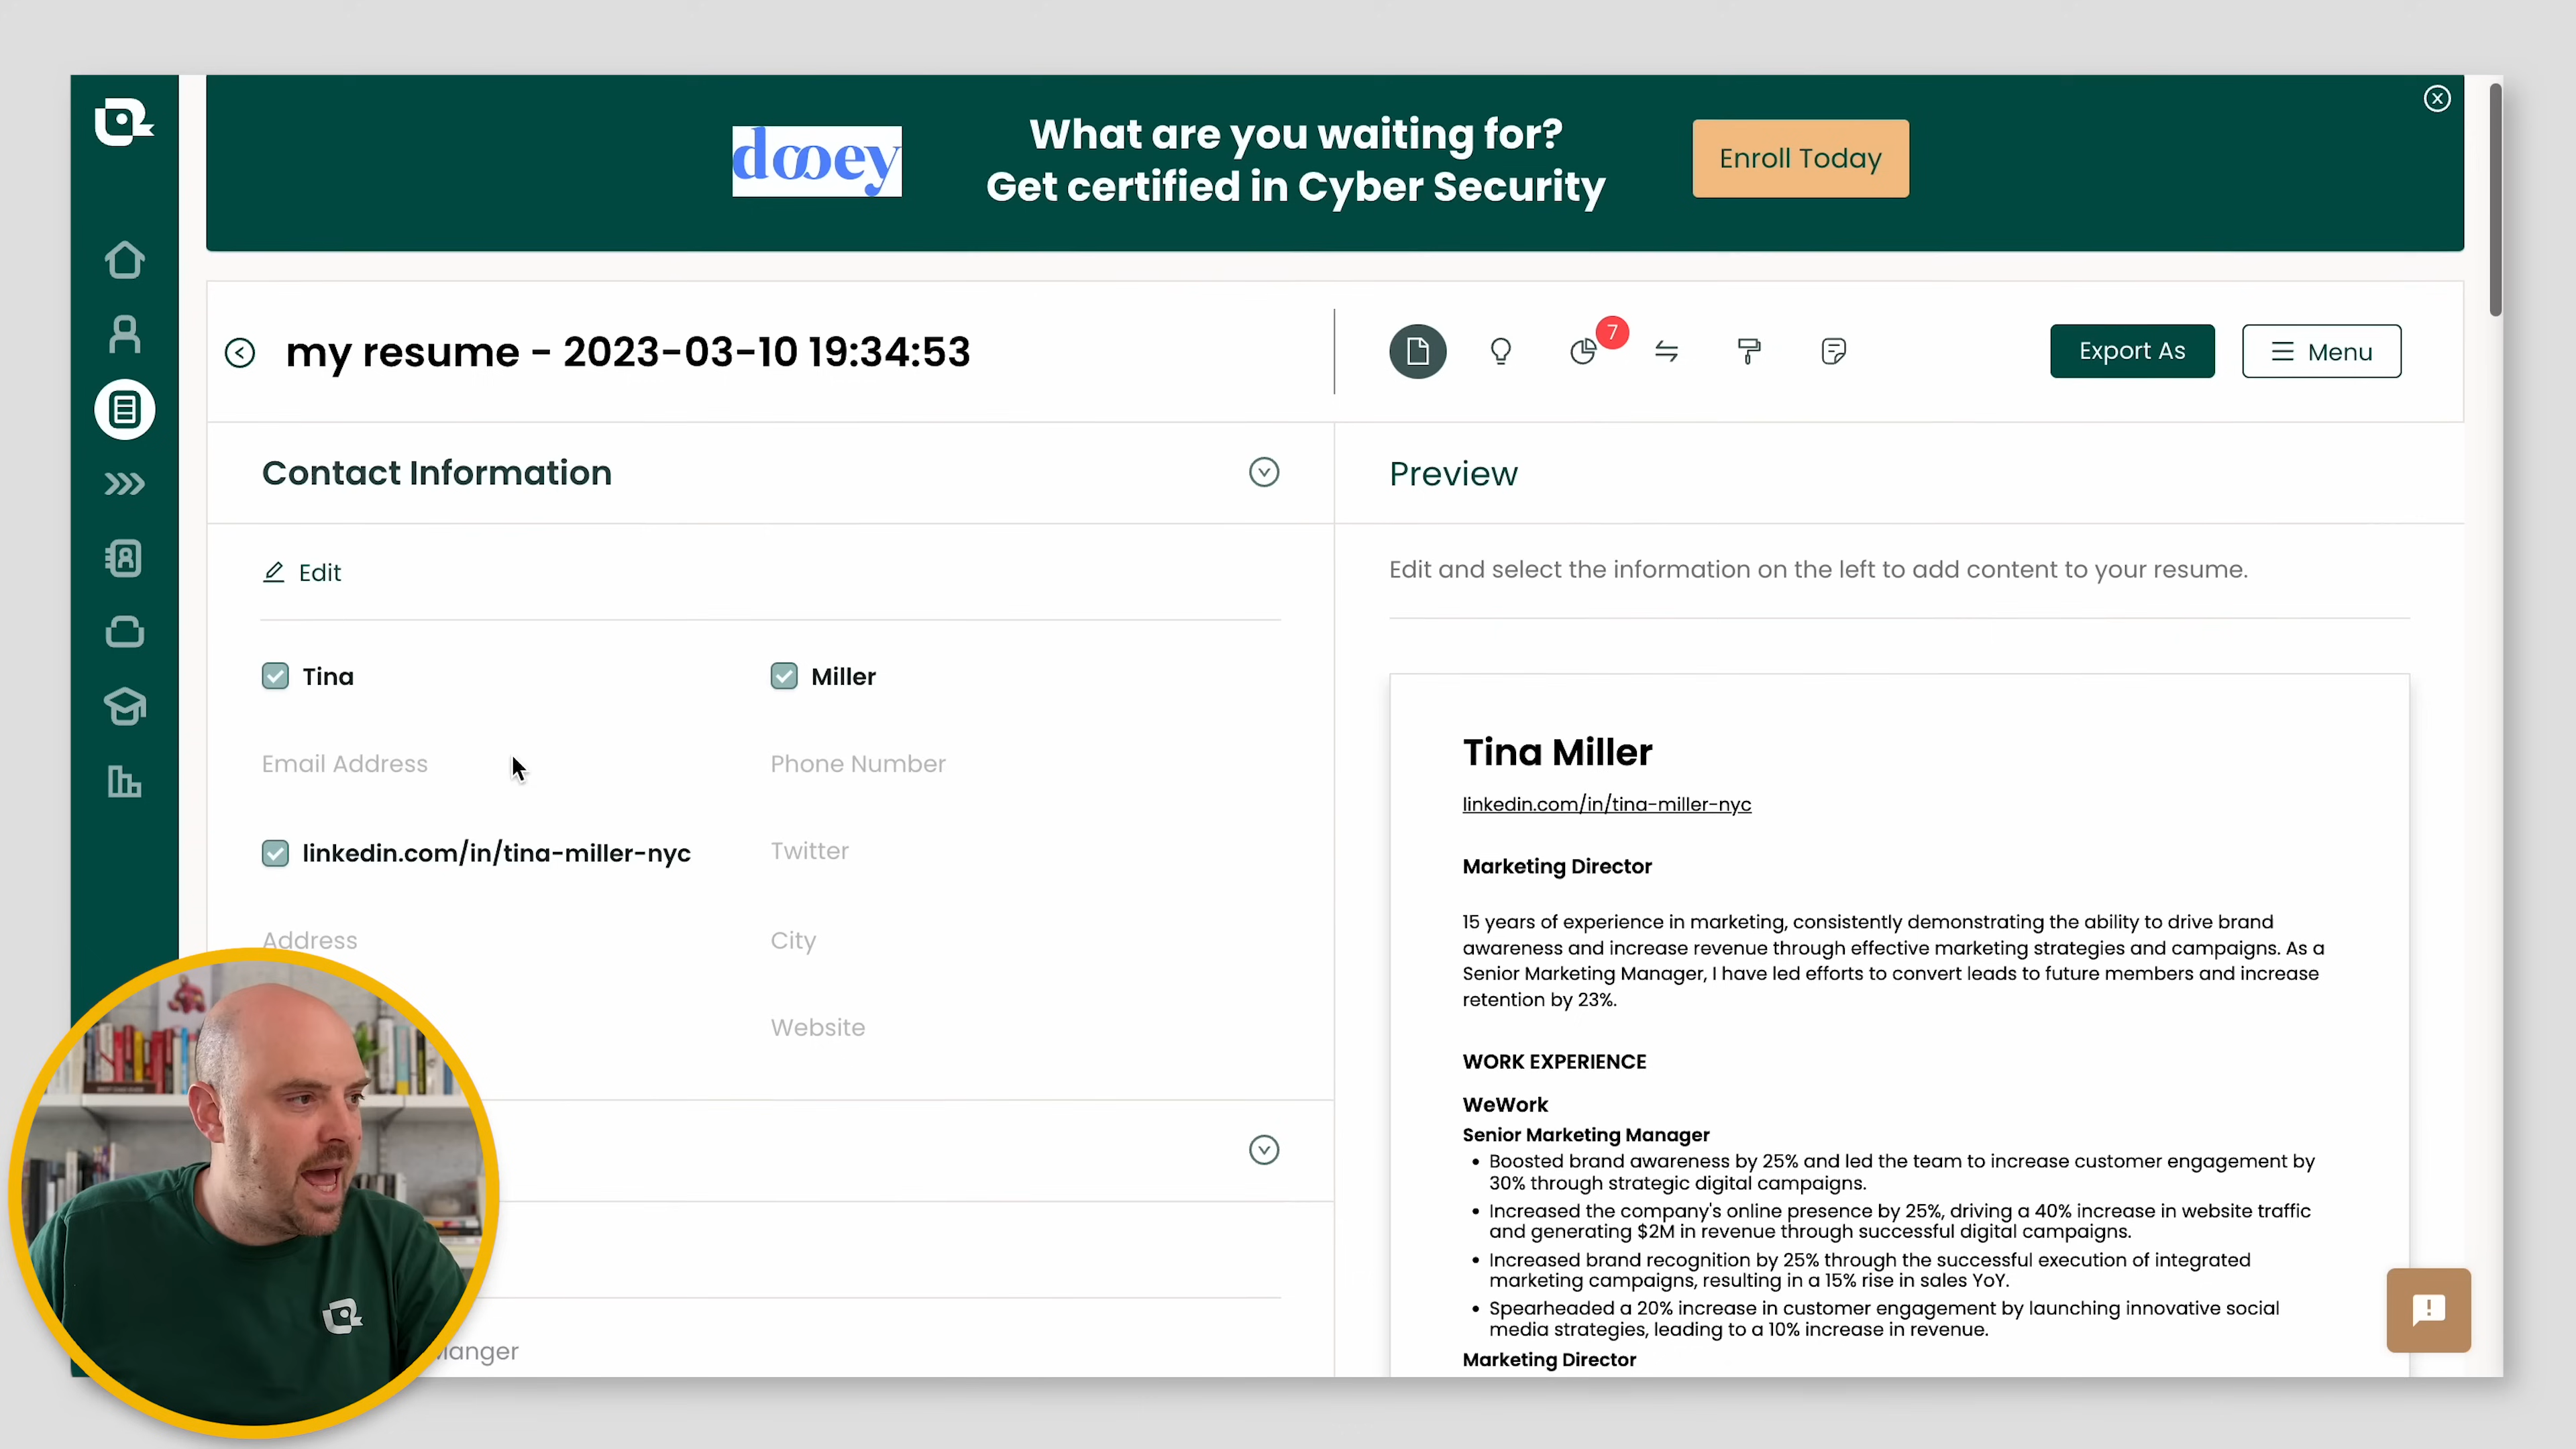 dooey
What are you waiting for?
Get certified in Cyber Security
Enroll Today
my resume - 2023-03-10 19:34:53
7
Export As
Menu
Contact Information
Edit
Tina
Miller
Email Address
Phone Number
linkedin.com/in/tina-miller-nyc
Twitter
Address
City
Website
Manger
Preview
Edit and select the information on the left to add content to your resume.
Tina Miller
linkedin.com/in/tina-miller-nyc
Marketing Director
15 years of experience in marketing, consistently demonstrating the ability to drive brand
awareness and increase revenue through effective marketing strategies and campaigns. As a
Senior Marketing Manager, I have led efforts to convert leads to future members and increase
retention by 23%.
WORK EXPERIENCE
WeWork
Senior Marketing Manager
• Boosted brand awareness by 25% and led the team to increase customer engagement by
30% through strategic digital campaigns.
• Increased the company's online presence by 25%, driving a 40% increase in website traffic
and generating $2M in revenue through successful digital campaigns.
• Increased brand recognition by 25% through the successful execution of integrated
marketing campaigns, resulting in a 15% rise in sales YoY.
• Spearheaded a 20% increase in customer engagement by launching innovative social
media strategies, leading to a 10% increase in revenue.
Marketing Director